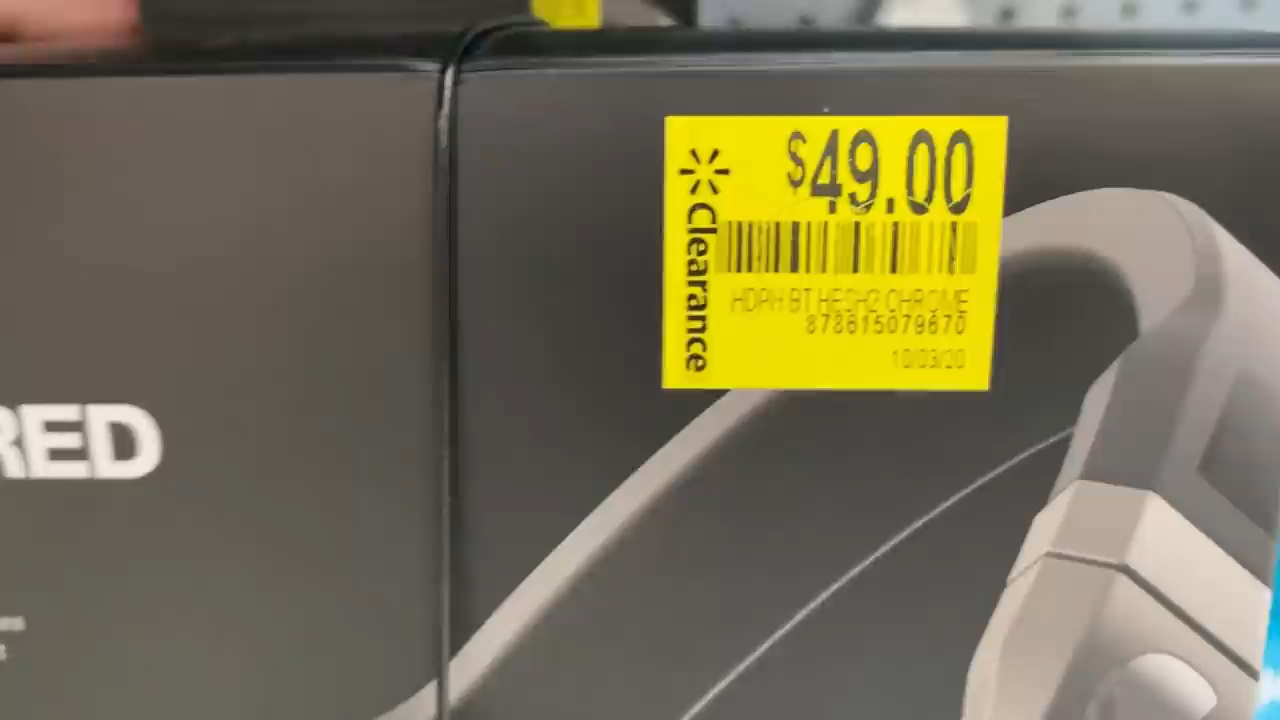 $49.00
Clearance
HDPH BT HESH2 CHROME
878615079670
10/03/20
RED